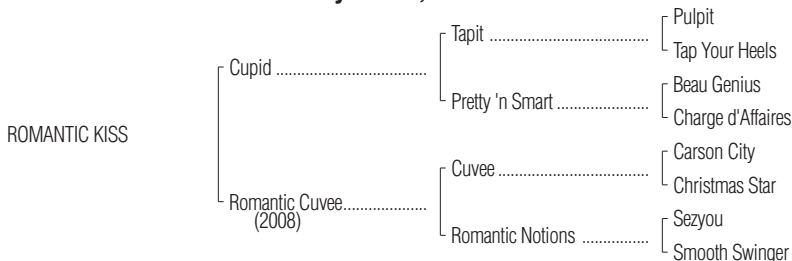 Pulpit
Tapit ........................................
Tap Your Heels
Cupid ......................................
Beau Genius
Pretty 'n Smart .......................
Charge d'Affaires
ROMANTIC KISS
Carson City
Cuvee ......................................
Christmas Star
Romantic Cuvee.....................
(2008)
Sezyou
Romantic Notions .................
Smooth Swinger